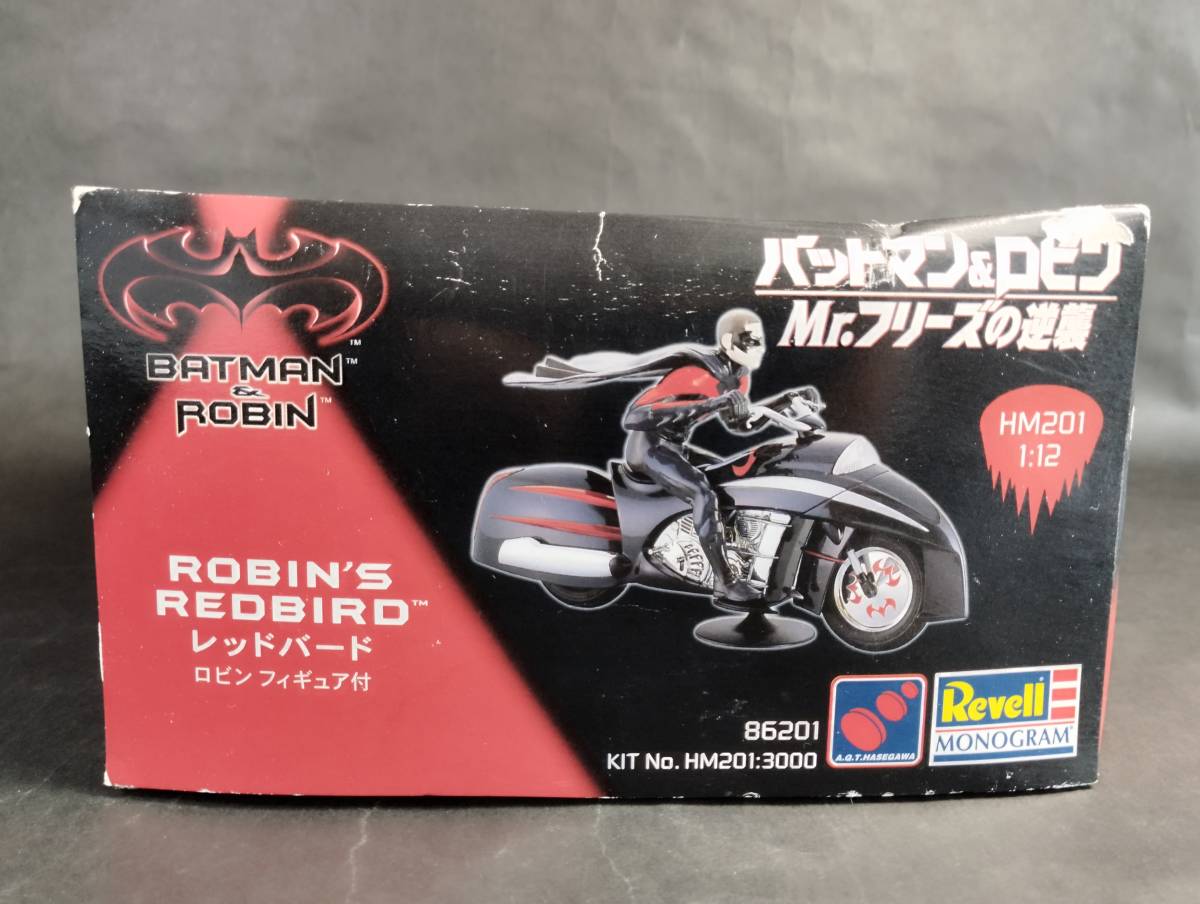 BATMAN™
&
ROBIN™
™
バットマン&ロビン
Mr.フリーズの逆襲
HM201
1:12
ROBIN'S
REDBIRD™
レッドバード
ロビン フィギュア付
86201
KIT No. HM201:3000
A.Q.T.HASEGAWA
Revell
MONOGRAM